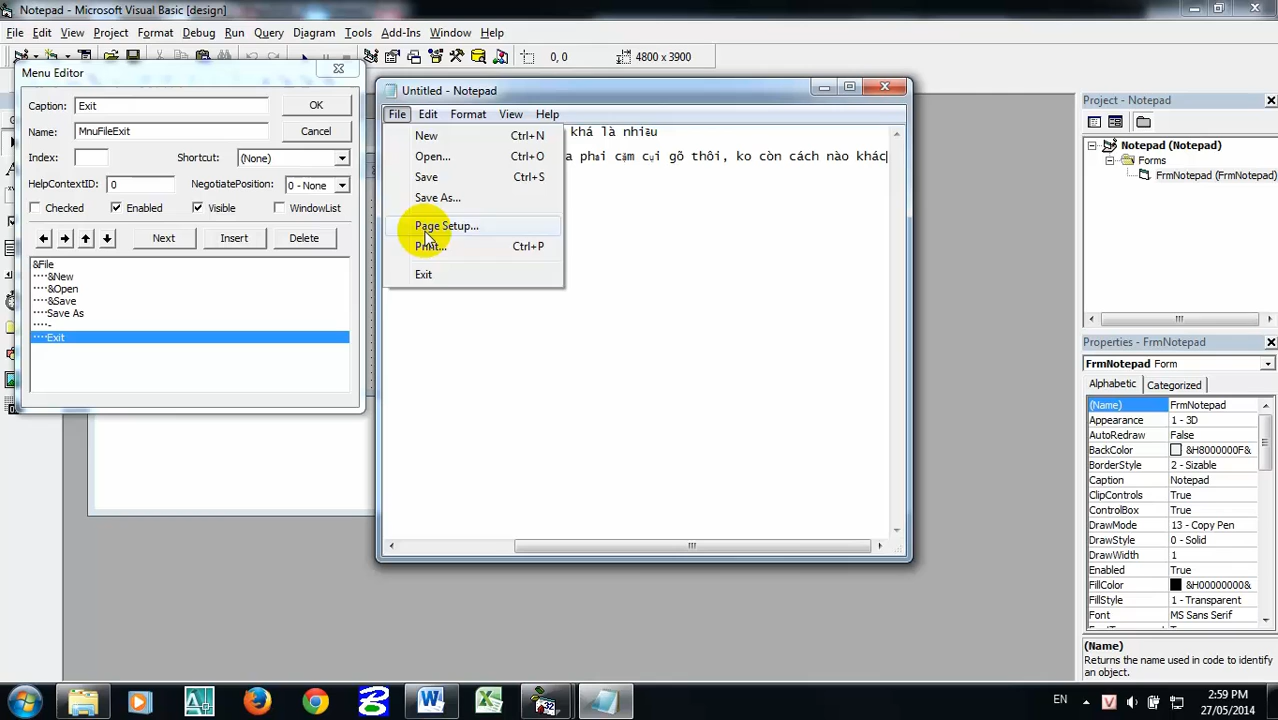 Notepad - Microsoft Visual Basic [design]
File Edit View Project Format Debug Run Query Diagram Tools Add-Ins Window Help
0, 0 4800 x 3900
Menu Editor
Caption: Exit OK
Name: MnuFileExit Cancel
Index: Shortcut: (None)
HelpContextID: 0 NegotiatePosition: 0 - None
Checked Enabled Visible WindowList
Next Insert Delete
&File
····&New
····&Open
····&Save
····Save As
····-
····Exit
Untitled - Notepad
File Edit Format View Help
khá là nhiều
a phải cặm cụi gõ thôi, ko còn cách nào khác
New Ctrl+N
Open... Ctrl+O
Save Ctrl+S
Save As...
Page Setup...
Print... Ctrl+P
Exit
Project - Notepad
Notepad (Notepad)
Forms
FrmNotepad (FrmNotepad)
Properties - FrmNotepad
FrmNotepad Form
Alphabetic Categorized
(Name) FrmNotepad
Appearance 1 - 3D
AutoRedraw False
BackColor &H8000000F&
BorderStyle 2 - Sizable
Caption Notepad
ClipControls True
ControlBox True
DrawMode 13 - Copy Pen
DrawStyle 0 - Solid
DrawWidth 1
Enabled True
FillColor &H00000000&
FillStyle 1 - Transparent
Font MS Sans Serif
(Name)
Returns the name used in code to identify an object.
32
EN
V
2:59 PM
27/05/2014